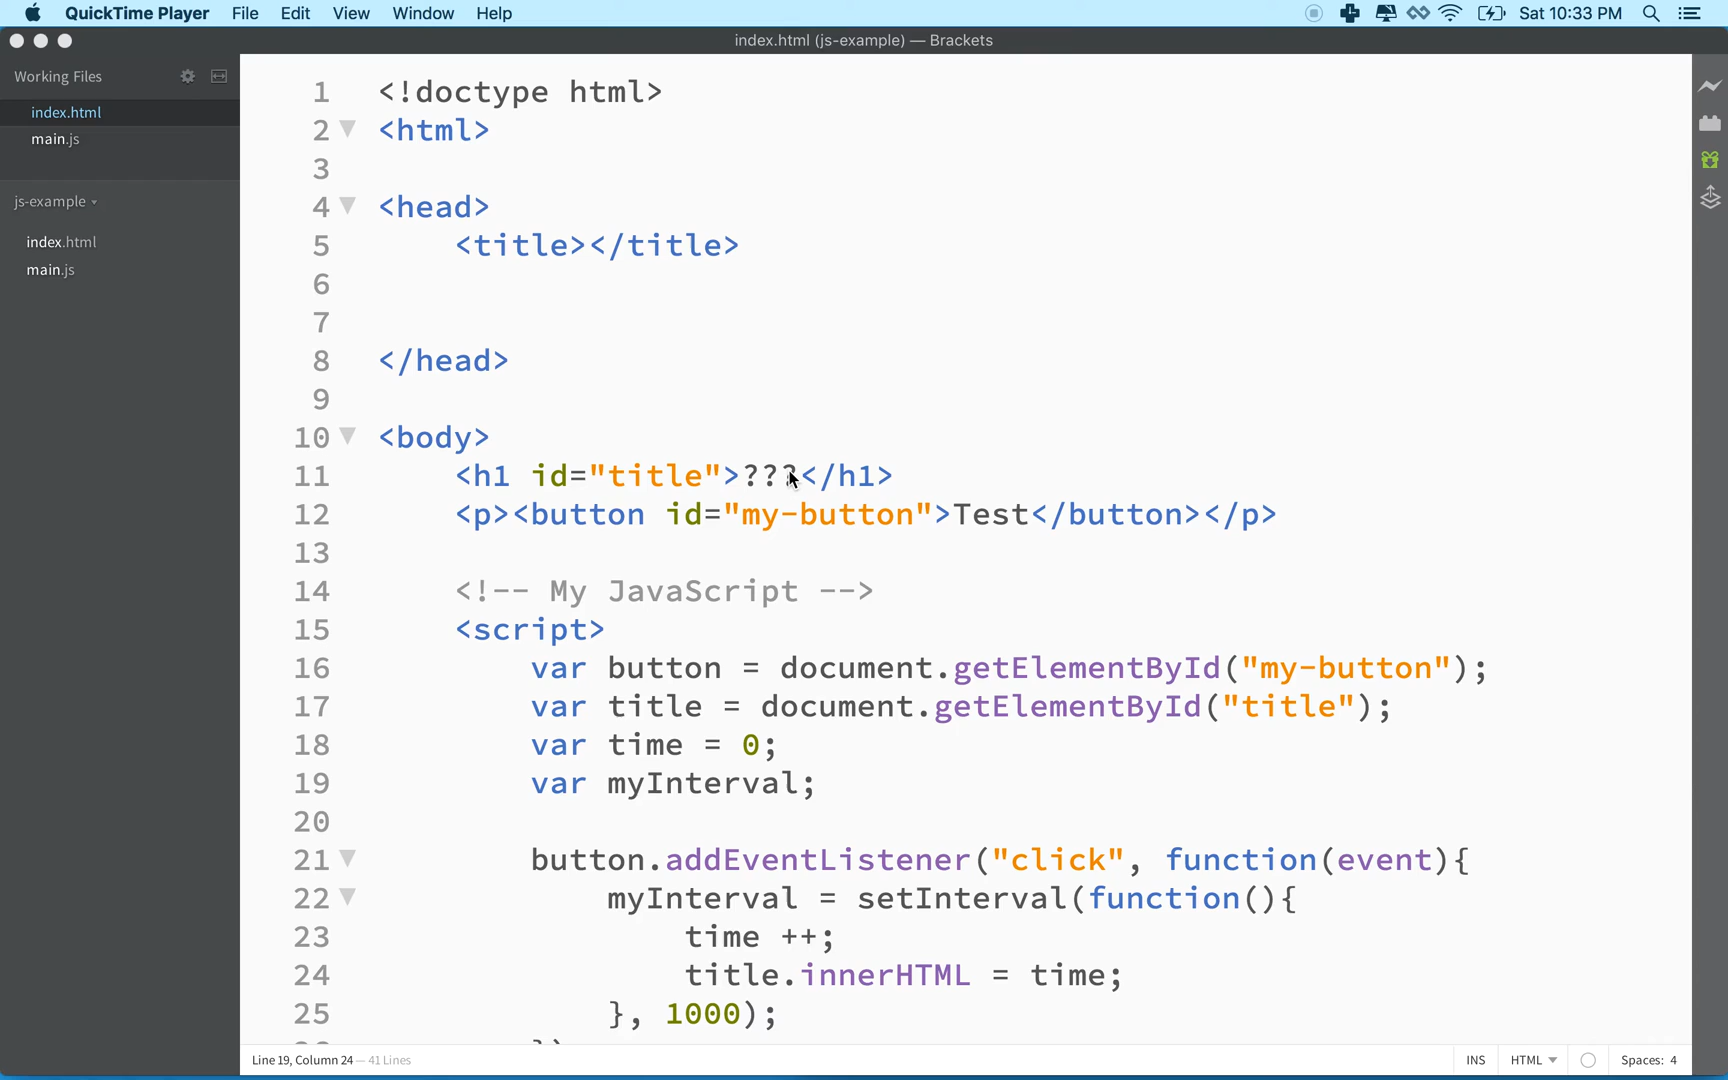 QuickTime Player File Edit View Window Help Sat 10:33 PM
index.html (js-example) — Brackets
Working Files
index.html
main.js
js-example
index.html
main.js
1 <!doctype html>
2 <html>
3
4 <head>
5 <title></title>
6
7
8 </head>
9
10 <body>
11 <h1 id="title">???</h1>
12 <p><button id="my-button">Test</button></p>
13
14 <!-- My JavaScript -->
15 <script>
16 var button = document.getElementById("my-button");
17 var title = document.getElementById("title");
18 var time = 0;
19 var myInterval;
20
21 button.addEventListener("click", function(event){
22 myInterval = setInterval(function(){
23 time ++;
24 title.innerHTML = time;
25 }, 1000);
Line 19, Column 24 — 41 Lines INS HTML Spaces: 4